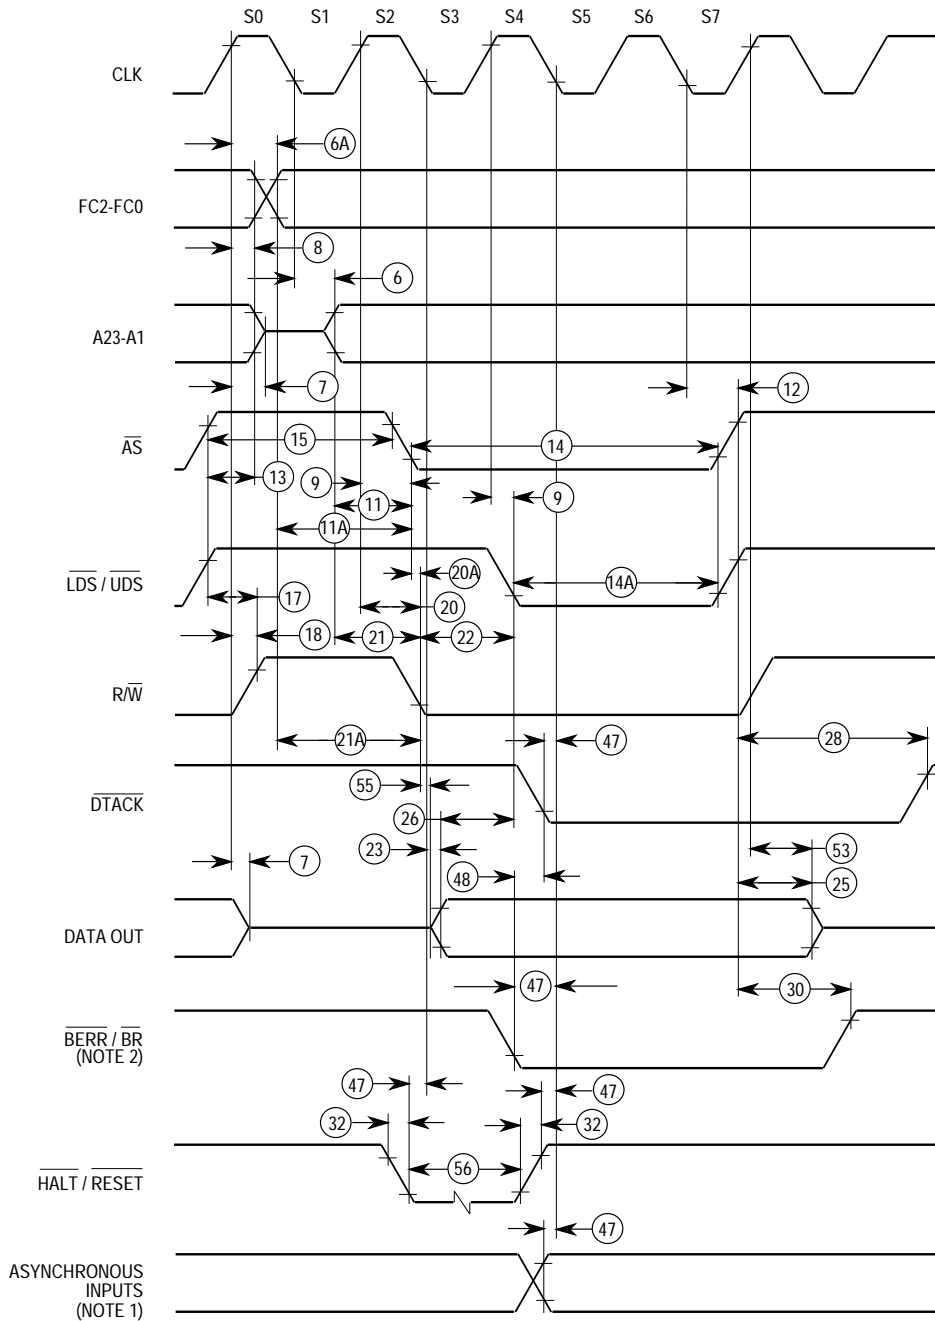 S0 S1 S2 S3 S4 S5 S6 S7
CLK
6A
FC2-FC0
8
6
A23-A1
7
12
AS
15
14
13
9
9
11
11A
LDS / UDS
20A
14A
17
20
18
21
22
R/W
21A
47
28
55
DTACK
26
23
53
7
48
25
DATA OUT
47
30
BERR / BR
(NOTE 2)
47
47
32
32
HALT / RESET
56
47
ASYNCHRONOUS
INPUTS
(NOTE 1)